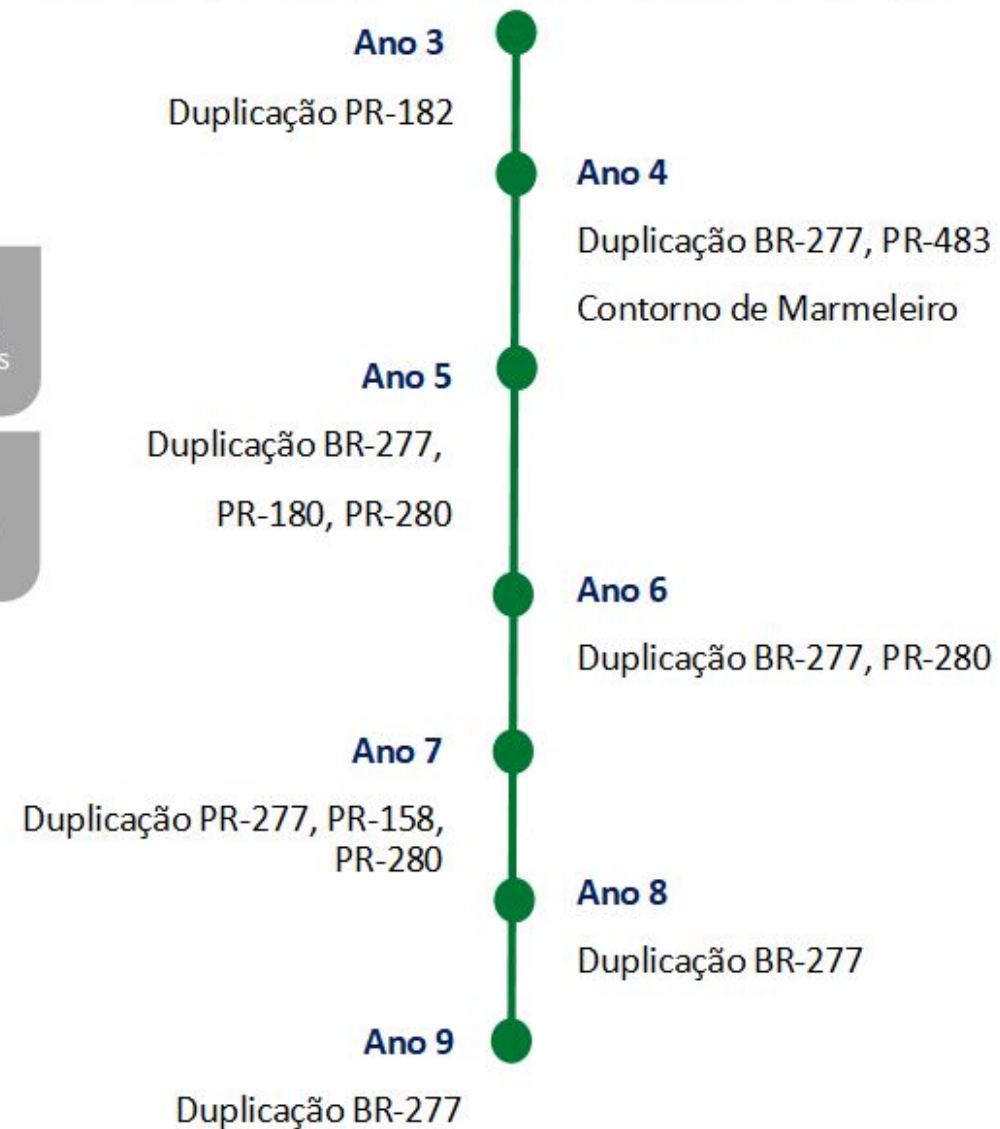 Ano 3
Duplicação PR-182
Ano 4
Duplicação BR-277, PR-483
Contorno de Marmeleiro
Ano 5
Duplicação BR-277,
PR-180, PR-280
Ano 6
Duplicação BR-277, PR-280
Ano 7
Duplicação PR-277, PR-158,
PR-280
Ano 8
Duplicação BR-277
Ano 9
Duplicação BR-277